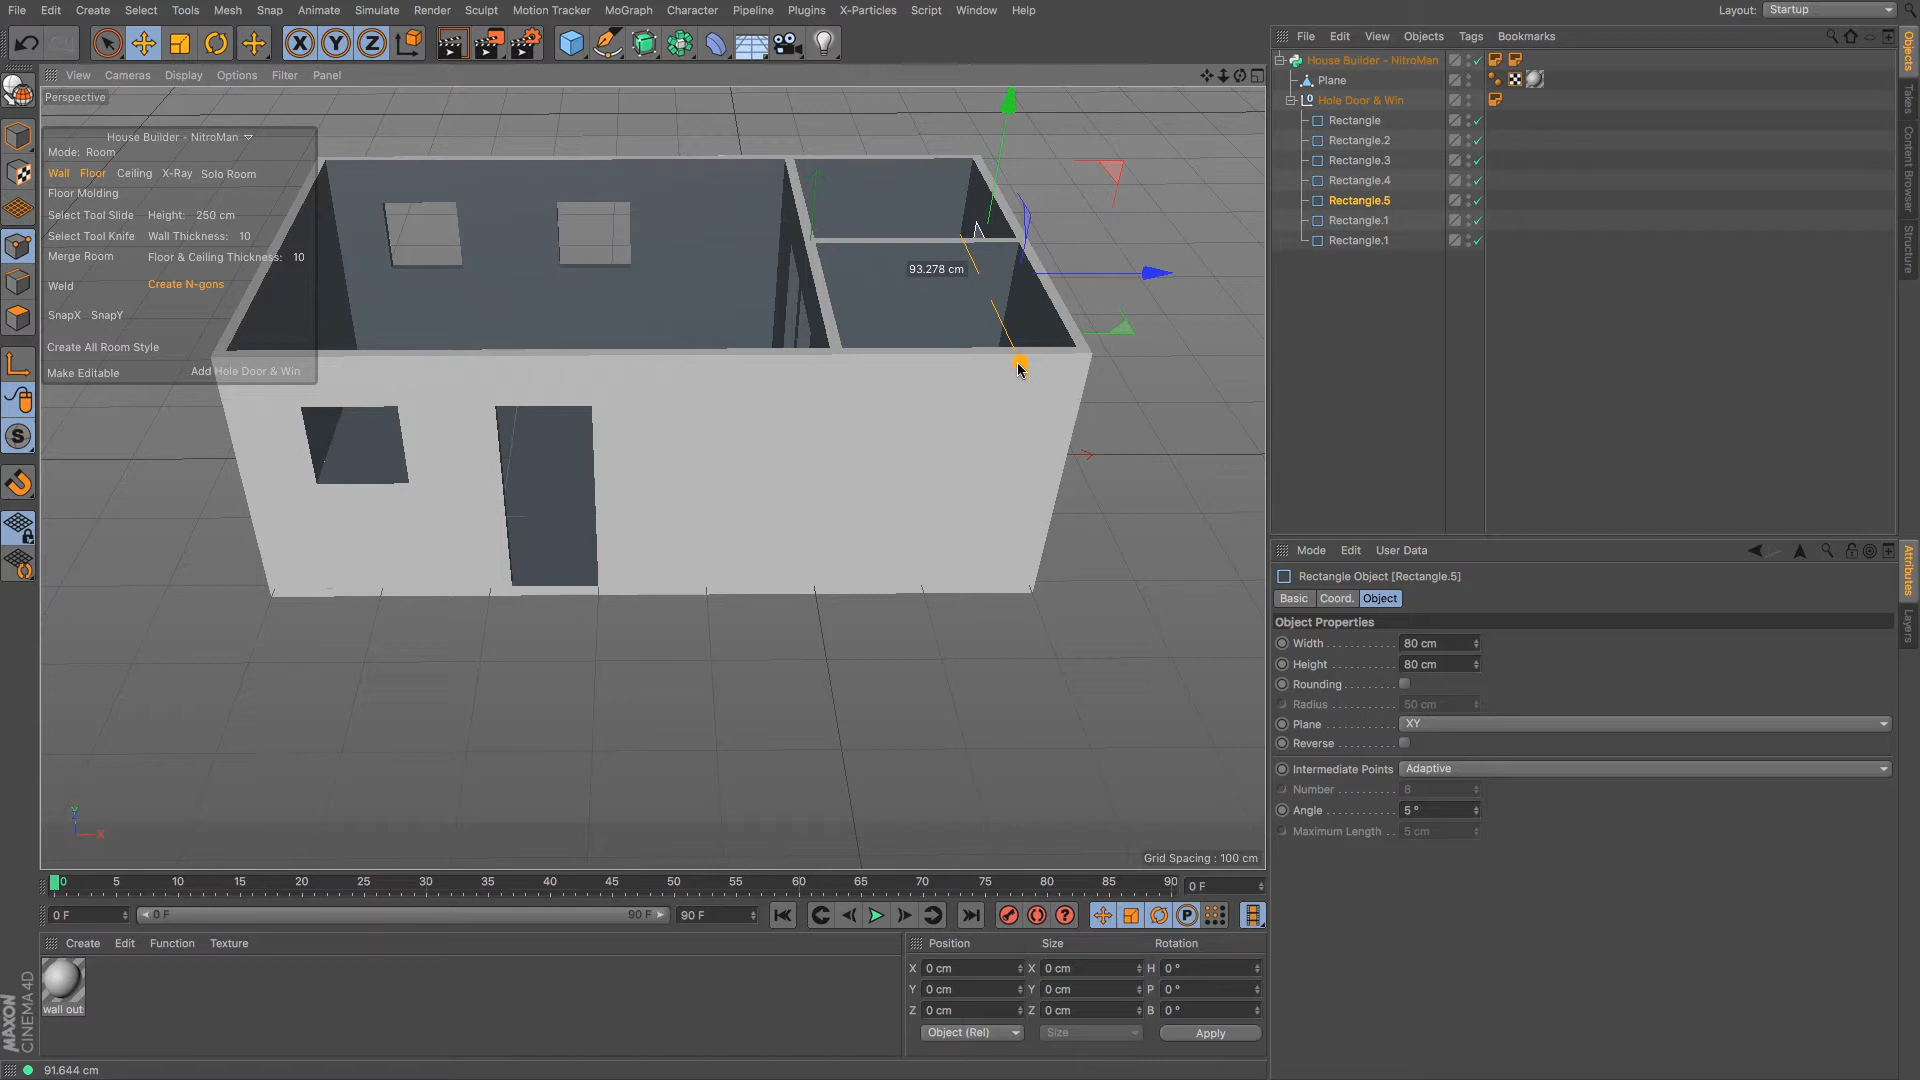 File Edit Create Select Tools Mesh Snap Animate Simulate Render Sculpt Motion Tracker MoGraph Character Pipeline Plugins X-Particles Script Window Help
Layout: Startup
View Cameras Display Options Filter Panel
Perspective
House Builder - NitroMan
Mode: Room
Wall Floor Ceiling X-Ray Solo Room
Floor Molding
Select Tool Slide Height: 250 cm
Select Tool Knife Wall Thickness: 10
Merge Room Floor & Ceiling Thickness: 10
Weld Create N-gons
SnapX SnapY
Create All Room Style
Make Editable Add Hole Door & Win
93.278 cm
Y
X
Grid Spacing : 100 cm
File Edit View Objects Tags Bookmarks
House Builder - NitroMan
Plane
Hole Door & Win
Rectangle
Rectangle.2
Rectangle.3
Rectangle.4
Rectangle.5
Rectangle.1
Rectangle.1
Objects
Takes
Content Browser
Structure
Mode Edit User Data
Rectangle Object [Rectangle.5]
Basic Coord. Object
Object Properties
Width 80 cm
Height 80 cm
Rounding
Radius 50 cm
Plane XY
Reverse
Intermediate Points Adaptive
Number 8
Angle 5 °
Maximum Length 5 cm
Attributes
Layers
0 5 10 15 20 25 30 35 40 45 50 55 60 65 70 75 80 85 90 0 F
0 F 0 F 90 F 90 F
Create Edit Function Texture
wall out
Position Size Rotation
X 0 cm X 0 cm H 0 °
Y 0 cm Y 0 cm P 0 °
Z 0 cm Z 0 cm B 0 °
Object (Rel) Size Apply
MAXON
CINEMA 4D
91.644 cm